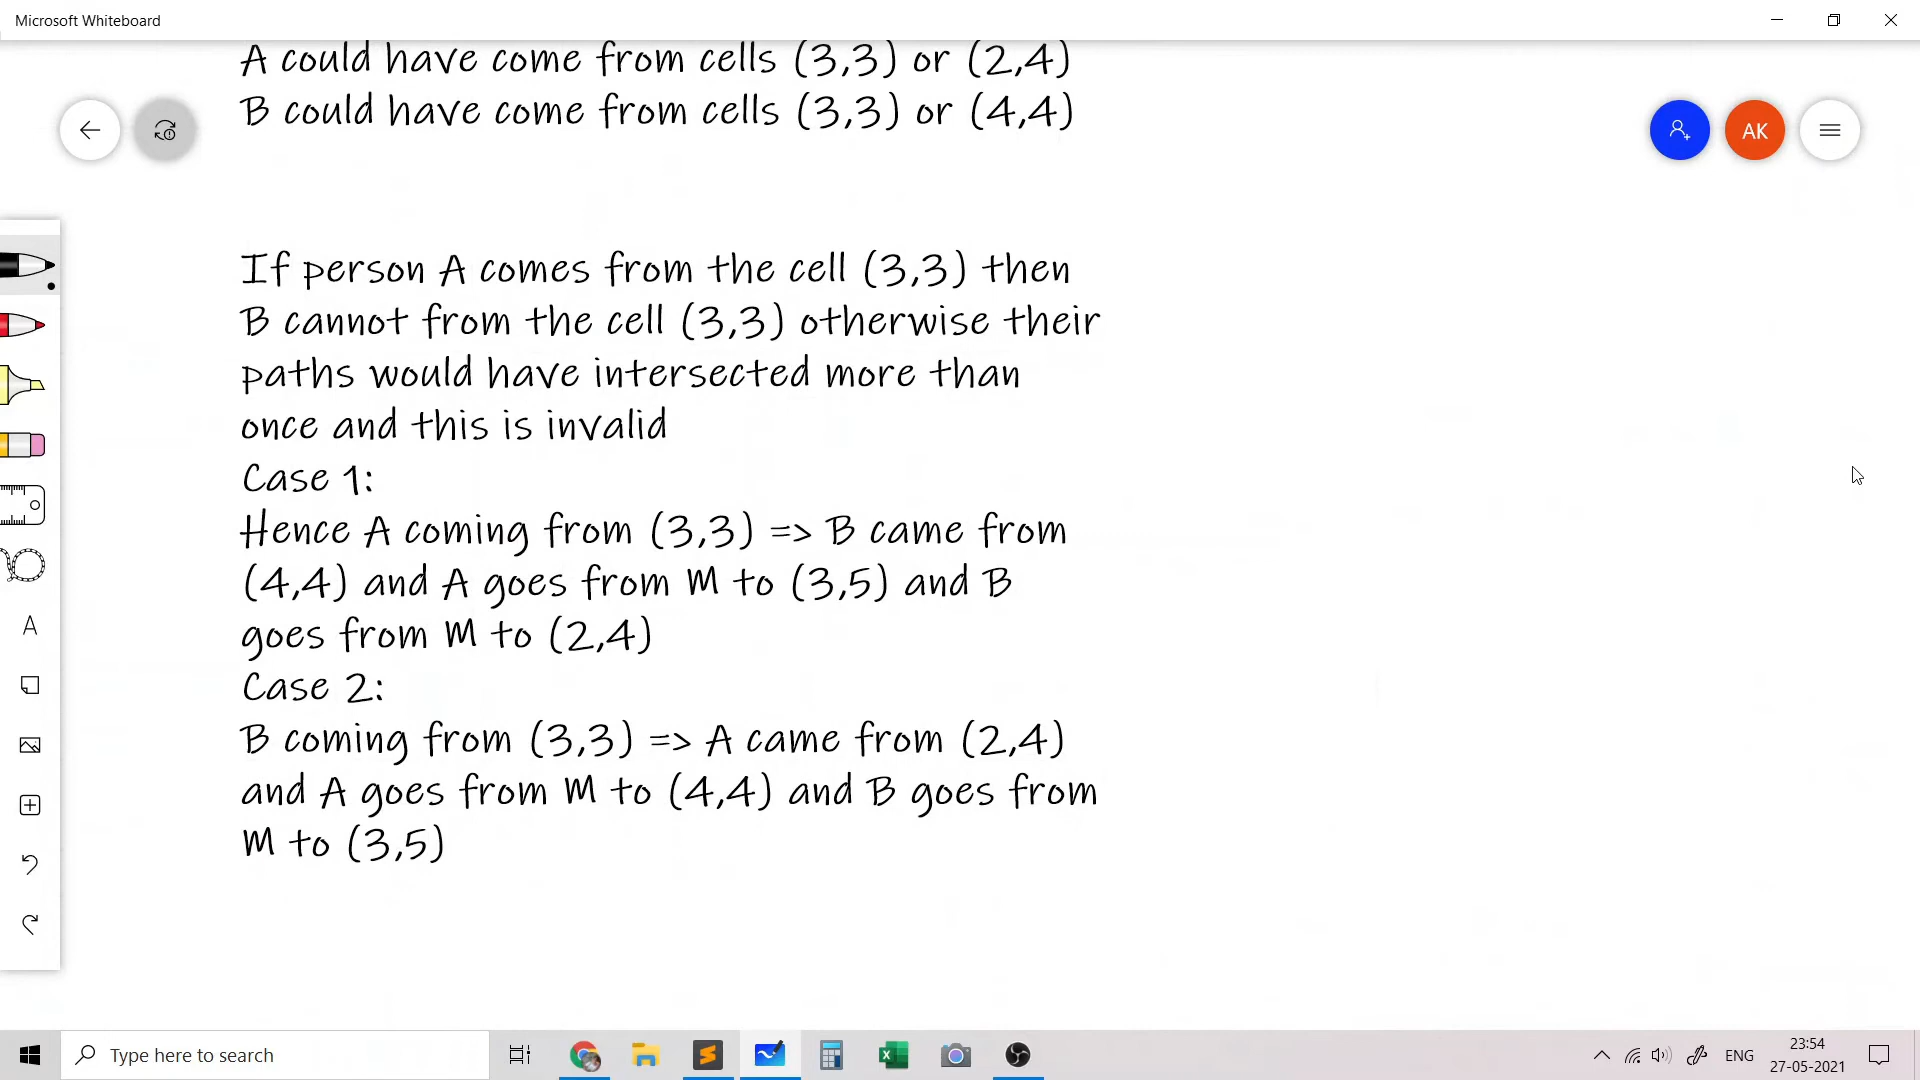 Microsoft Whiteboard
A could have come from cells (3,3) or (2,4)
B could have come from cells (3,3) or (4,4)
AK
If person A comes from the cell (3,3) then
B cannot from the cell (3,3) otherwise their
paths would have intersected more than
once and this is invalid
Case 1:
Hence A coming from (3,3) => B came from
(4,4) and A goes from M to (3,5) and B
goes from M to (2,4)
Case 2:
B coming from (3,3) => A came from (2,4)
and A goes from M to (4,4) and B goes from
M to (3,5)
Type here to search
ENG
23:54
27-05-2021